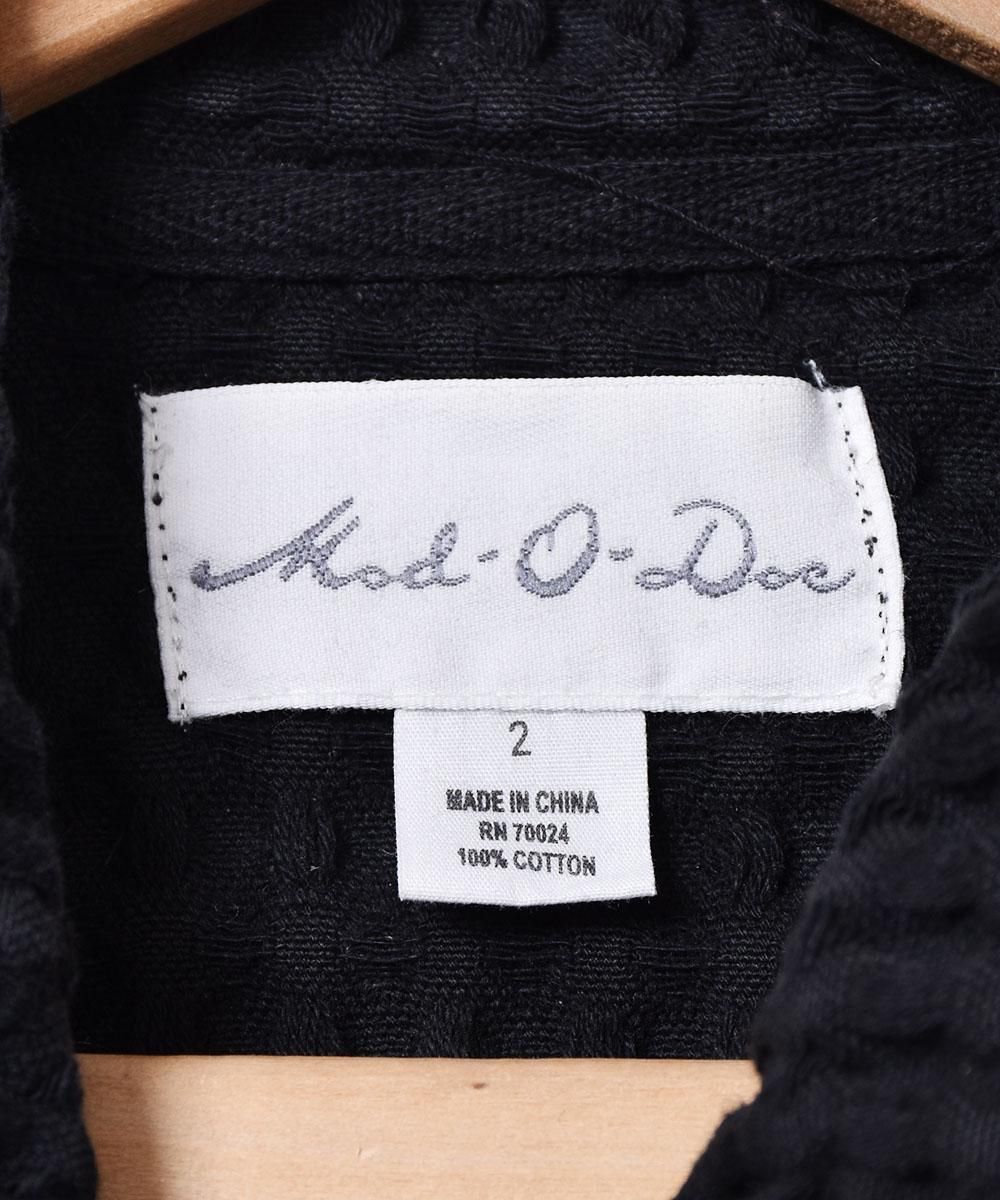 Mod-O-Doc
2
MADE IN CHINA
RN 70024
100% COTTON